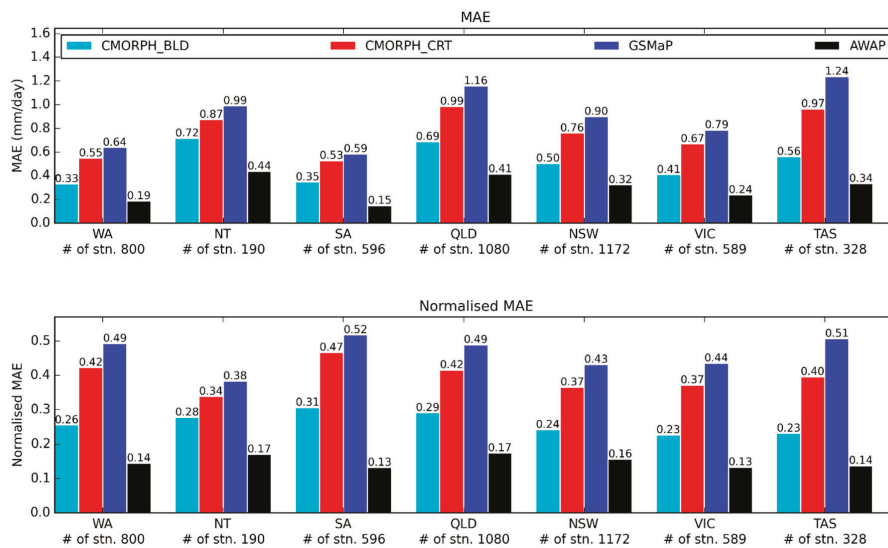 MAE
CMORPH_BLD CMORPH_CRT GSMaP AWAP
MAE (mm/day)
1.6
1.4
1.2
1.0
0.8
0.6
0.4
0.2
0.0
0.33 0.55 0.64 0.19
0.72 0.87 0.99 0.44
0.35 0.53 0.59 0.15
0.69 0.99 1.16 0.41
0.50 0.76 0.90 0.32
0.41 0.67 0.79 0.24
0.56 0.97 1.24 0.34
WA NT SA QLD NSW VIC TAS
# of stn. 800 # of stn. 190 # of stn. 596 # of stn. 1080 # of stn. 1172 # of stn. 589 # of stn. 328
Normalised MAE
Normalised MAE
0.5
0.4
0.3
0.2
0.1
0.0
0.26 0.42 0.49 0.14
0.28 0.34 0.38 0.17
0.31 0.47 0.52 0.13
0.29 0.42 0.49 0.17
0.24 0.37 0.43 0.16
0.23 0.37 0.44 0.13
0.23 0.40 0.51 0.14
WA NT SA QLD NSW VIC TAS
# of stn. 800 # of stn. 190 # of stn. 596 # of stn. 1080 # of stn. 1172 # of stn. 589 # of stn. 328